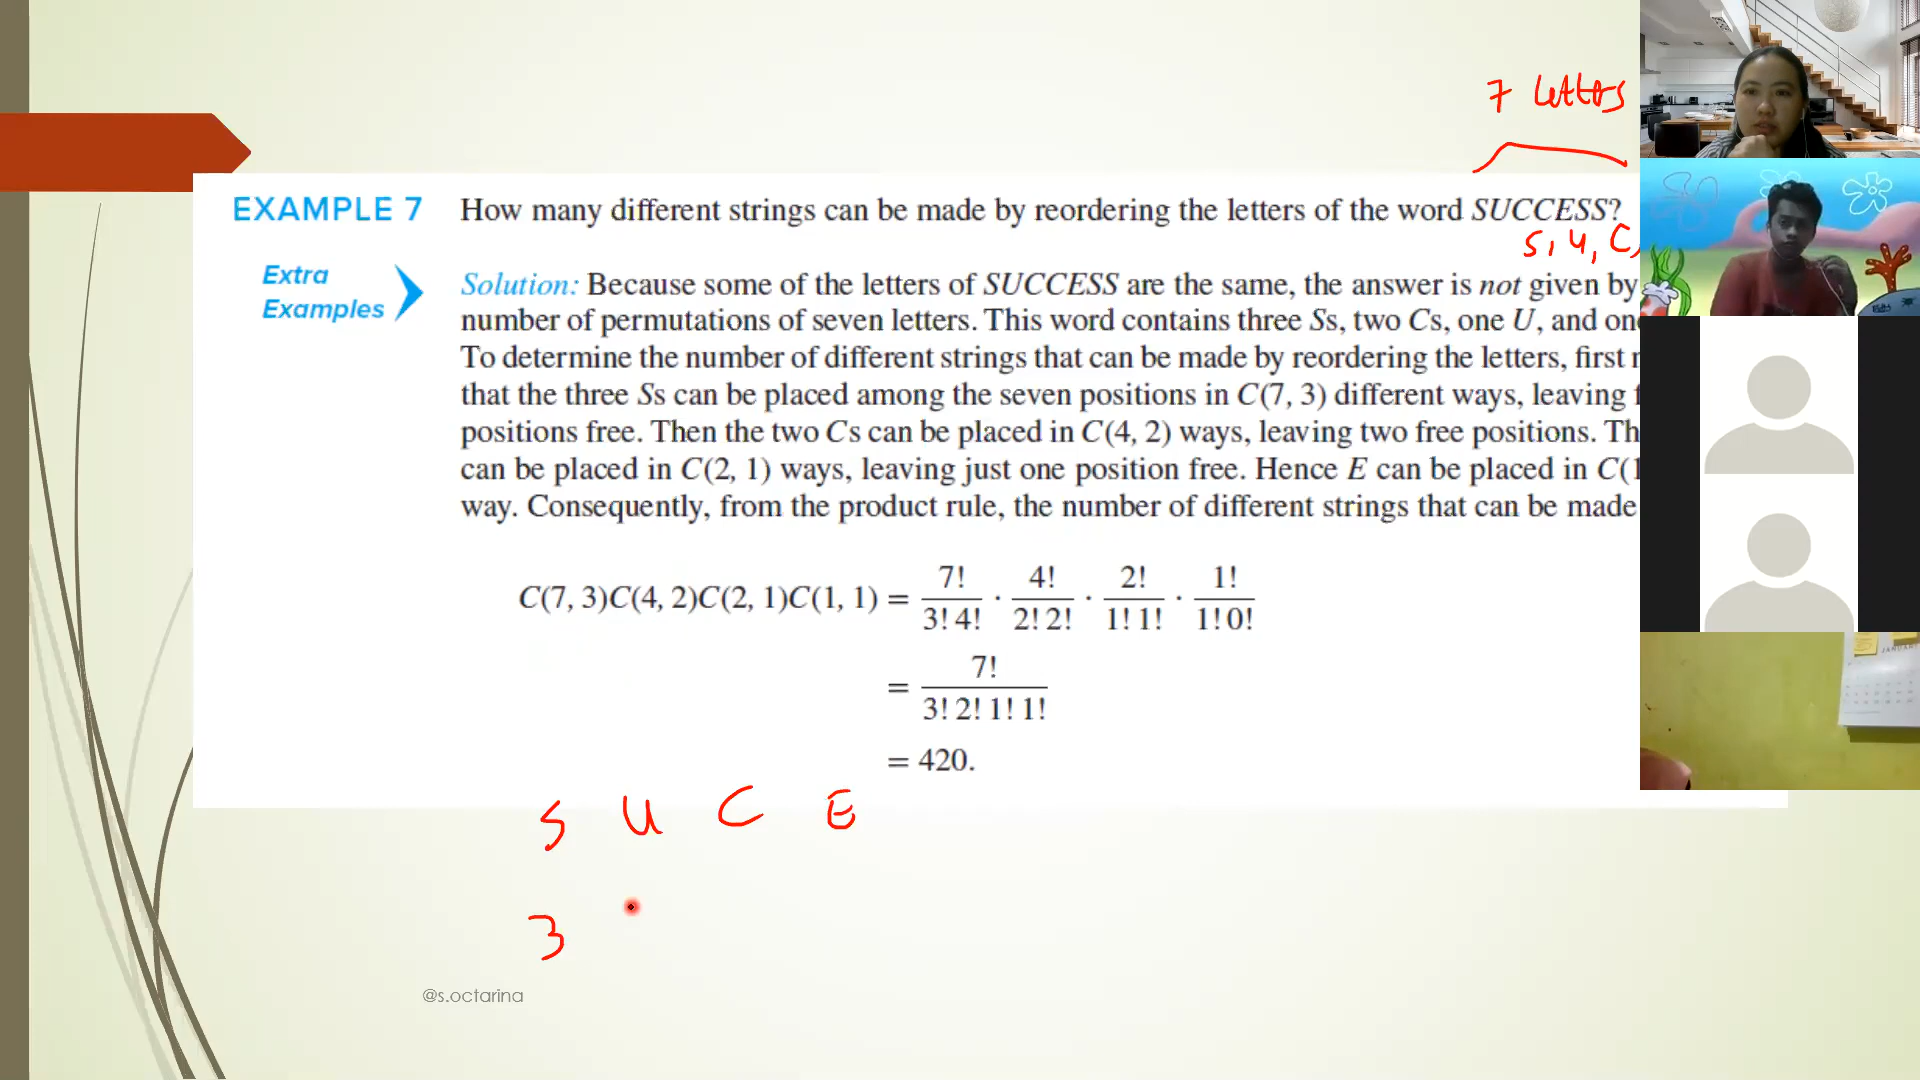 7 letters
EXAMPLE 7 How many different strings can be made by reordering the letters of the word SUCCESS?
S, U, C,
Extra
Examples
Solution: Because some of the letters of SUCCESS are the same, the answer is not given by
number of permutations of seven letters. This word contains three Ss, two Cs, one U, and on
To determine the number of different strings that can be made by reordering the letters, first
that the three Ss can be placed among the seven positions in C(7, 3) different ways, leaving
positions free. Then the two Cs can be placed in C(4, 2) ways, leaving two free positions. Th
can be placed in C(2, 1) ways, leaving just one position free. Hence E can be placed in C(1
way. Consequently, from the product rule, the number of different strings that can be made
C(7, 3)C(4, 2)C(2, 1)C(1, 1) = 7!/3! 4! · 4!/2! 2! · 2!/1! 1! · 1!/1! 0!
= 7!/3! 2! 1! 1!
= 420.
S U C E
3
@s.octarina